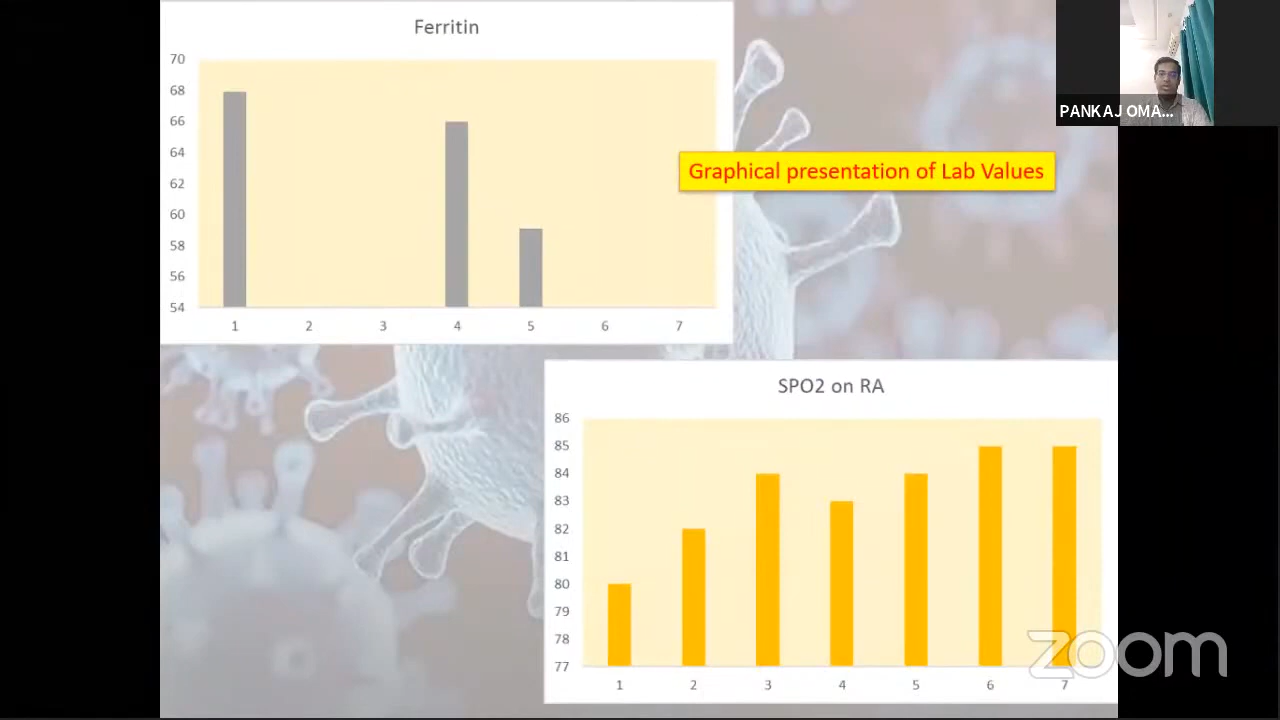 Ferritin
70
68
66
64
62
60
58
56
54
1 2 3 4 5 6 7
PANKAJ OMA...
Graphical presentation of Lab Values
SPO2 on RA
86
85
84
83
82
81
80
79
78
77
1 2 3 4 5 6 7
zoom